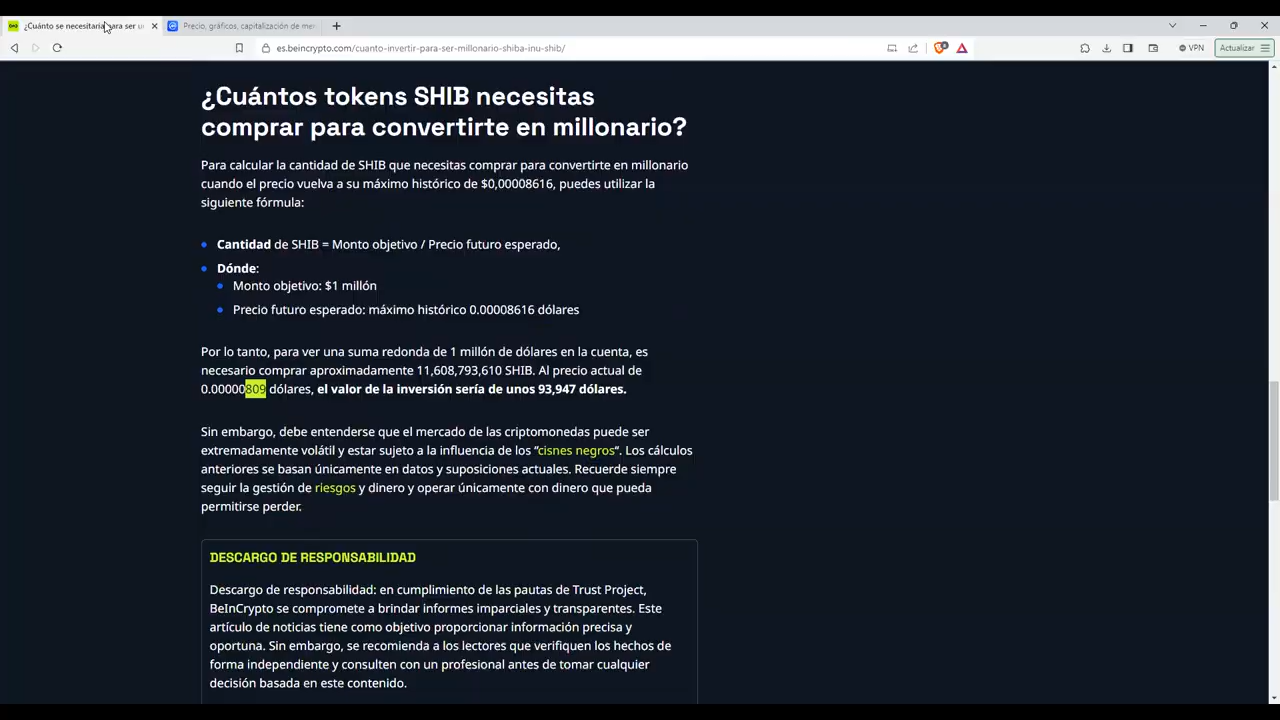 ¿Cuánto se necesitaría para ser u
Precio, gráficos, capitalización de me
es.beincrypto.com/cuanto-invertir-para-ser-millonario-shiba-inu-shib/
VPN
Actualizar
¿Cuántos tokens SHIB necesitas
comprar para convertirte en millonario?
Para calcular la cantidad de SHIB que necesitas comprar para convertirte en millonario
cuando el precio vuelva a su máximo histórico de $0,00008616, puedes utilizar la
siguiente fórmula:
Cantidad de SHIB = Monto objetivo / Precio futuro esperado,
Dónde:
Monto objetivo: $1 millón
Precio futuro esperado: máximo histórico 0.00008616 dólares
Por lo tanto, para ver una suma redonda de 1 millón de dólares en la cuenta, es
necesario comprar aproximadamente 11,608,793,610 SHIB. Al precio actual de
0.00000809 dólares, el valor de la inversión sería de unos 93,947 dólares.
Sin embargo, debe entenderse que el mercado de las criptomonedas puede ser
extremadamente volátil y estar sujeto a la influencia de los “cisnes negros“. Los cálculos
anteriores se basan únicamente en datos y suposiciones actuales. Recuerde siempre
seguir la gestión de riesgos y dinero y operar únicamente con dinero que pueda
permitirse perder.
DESCARGO DE RESPONSABILIDAD
Descargo de responsabilidad: en cumplimiento de las pautas de Trust Project,
BeInCrypto se compromete a brindar informes imparciales y transparentes. Este
artículo de noticias tiene como objetivo proporcionar información precisa y
oportuna. Sin embargo, se recomienda a los lectores que verifiquen los hechos de
forma independiente y consulten con un profesional antes de tomar cualquier
decisión basada en este contenido.